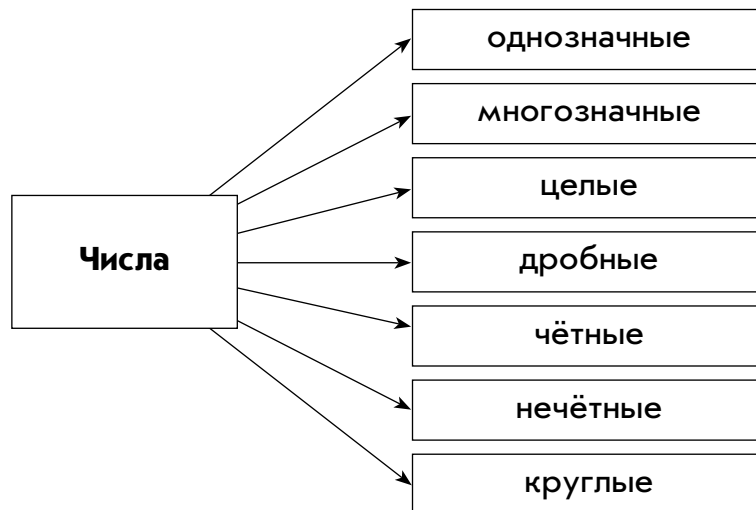 однозначные
многозначные
целые
Числа
дробные
чётные
нечётные
круглые